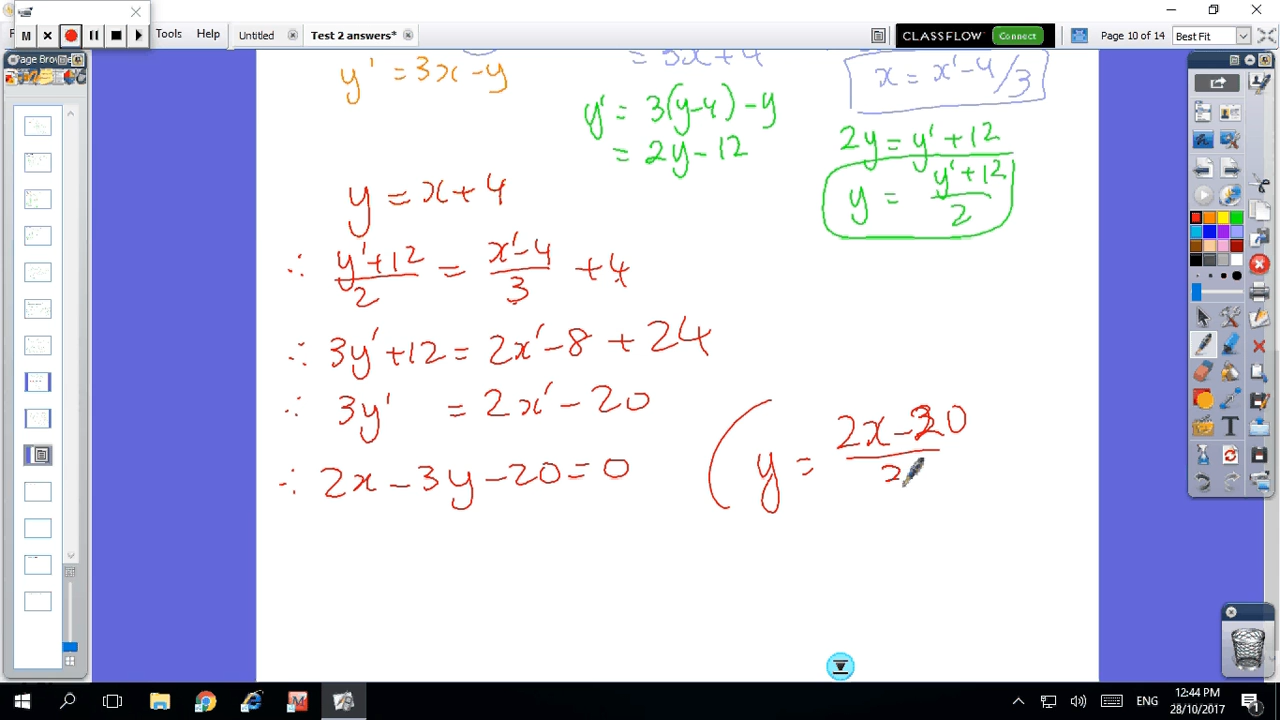 Tools Help Untitled Test 2 answers* CLASSFLOW Connect Page 10 of 14 Best Fit
Page Brow
y' = 3x - y
= 3x + 4
x = x' - 4/3
y' = 3(y-4) - y
= 2y - 12
2y = y' + 12
y = y' + 12 / 2
y = x + 4
∴ y' + 12 / 2 = x' - 4 / 3 + 4
∴ 3y' + 12 = 2x' - 8 + 24
∴ 3y' = 2x' - 20
∴ 2x - 3y - 20 = 0
( y = 2x - 20
ENG
12:44 PM
28/10/2017